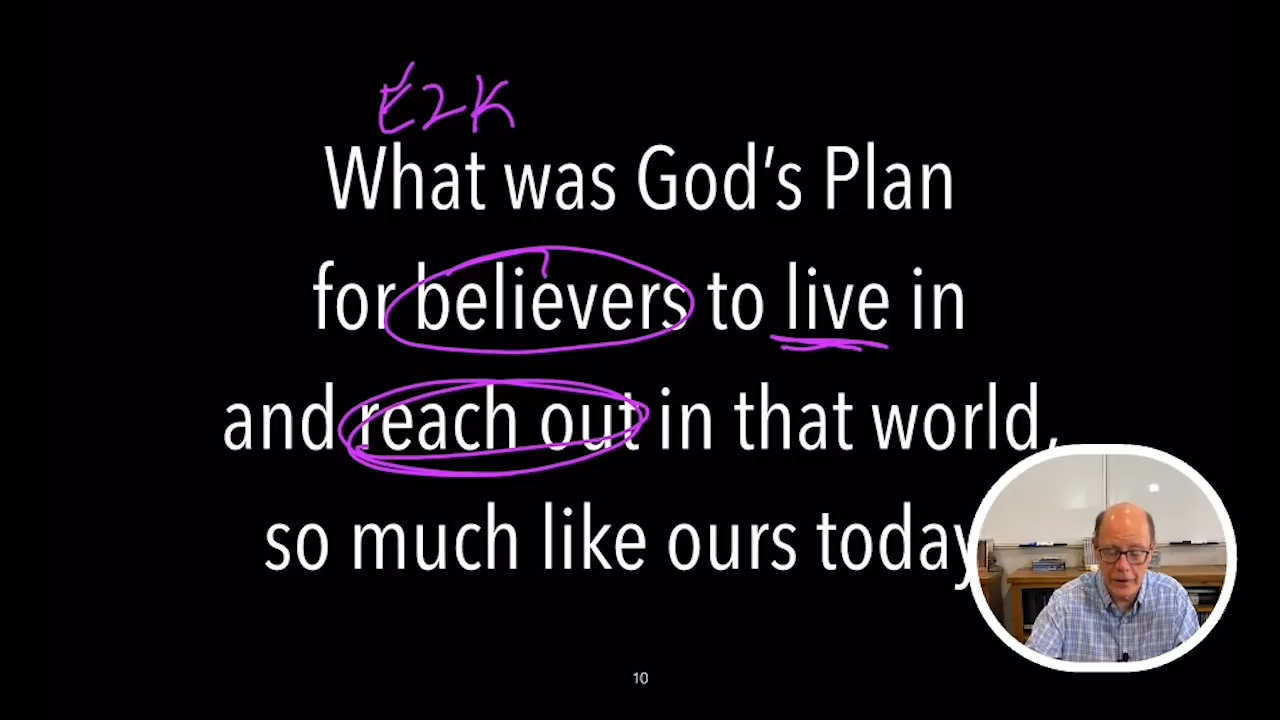 EZK
What was God’s Plan
for believers to live in
and reach out in that world,
so much like ours today
10